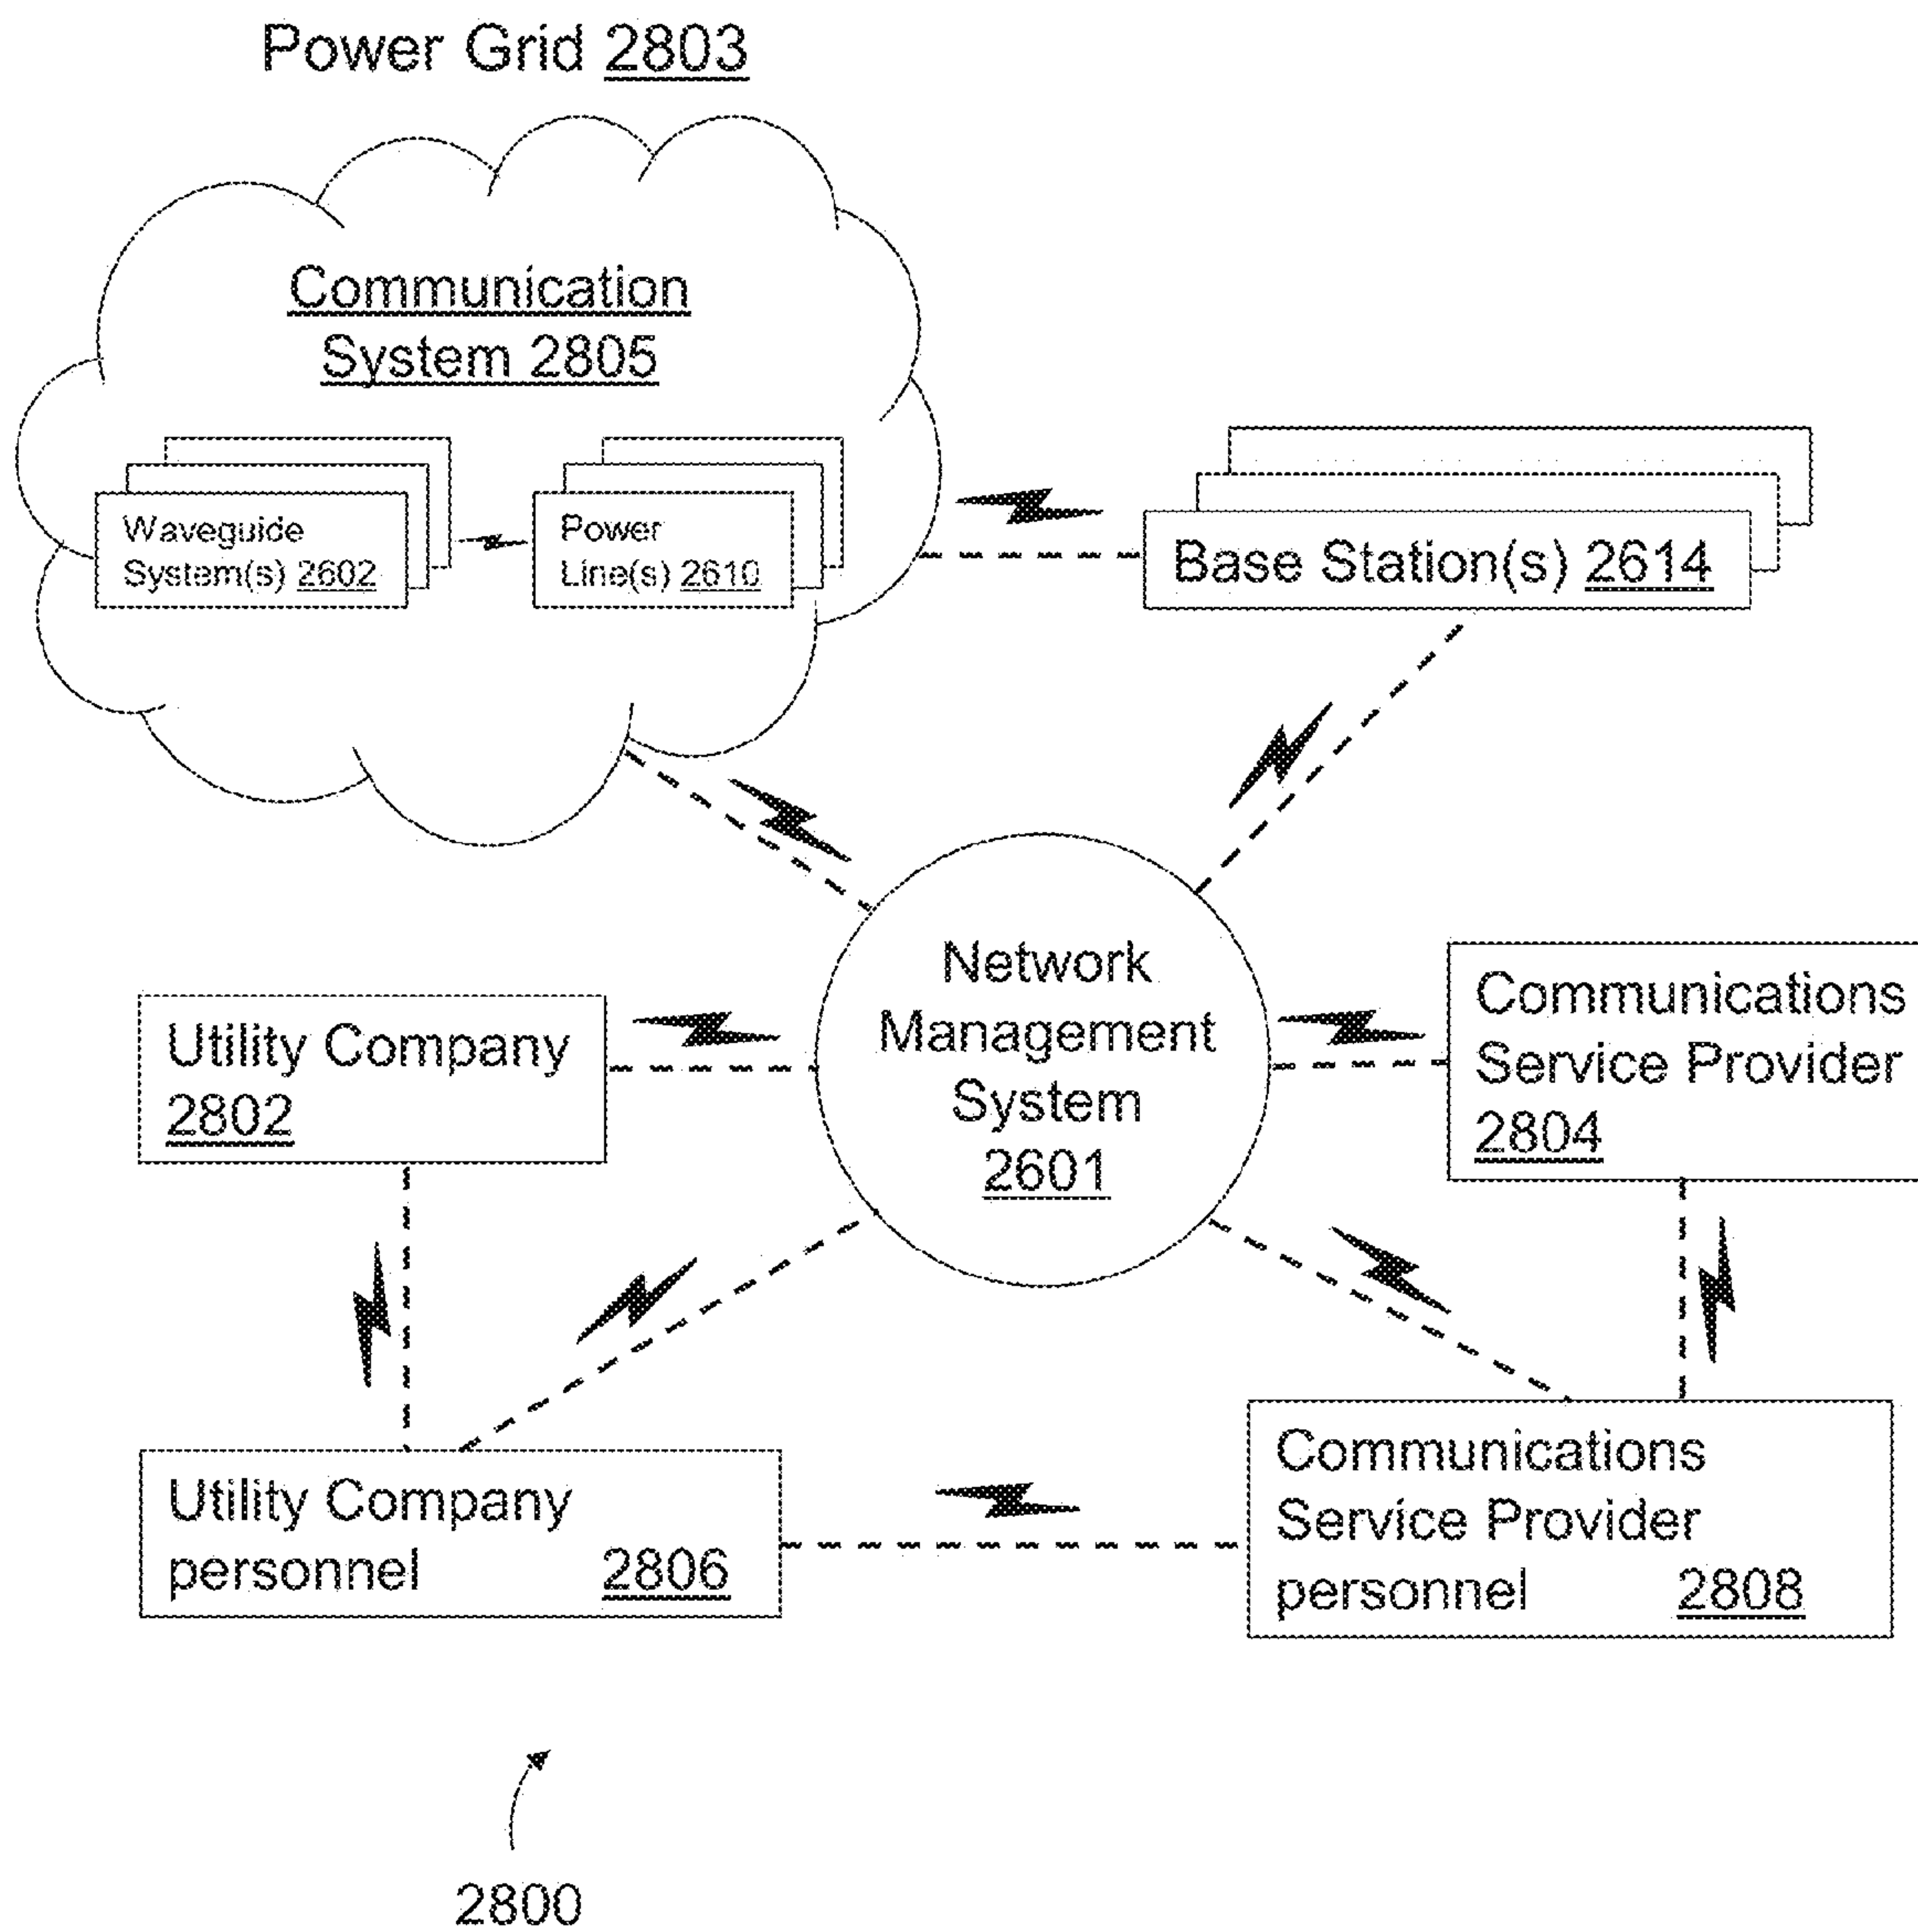 Power Grid 2803
Communication
System 2805
Waveguide
System(s) 2602
Power
Line(s) 2610
Base Station(s) 2614
Network
Management
System
2601
Utility Company
2802
Communications
Service Provider
2804
Utility Company
personnel 2806
Communications
Service Provider
personnel 2808
2800